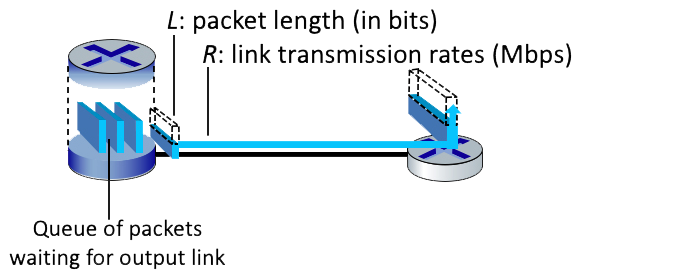 L: packet length (in bits)
R: link transmission rates (Mbps)
Queue of packets
waiting for output link